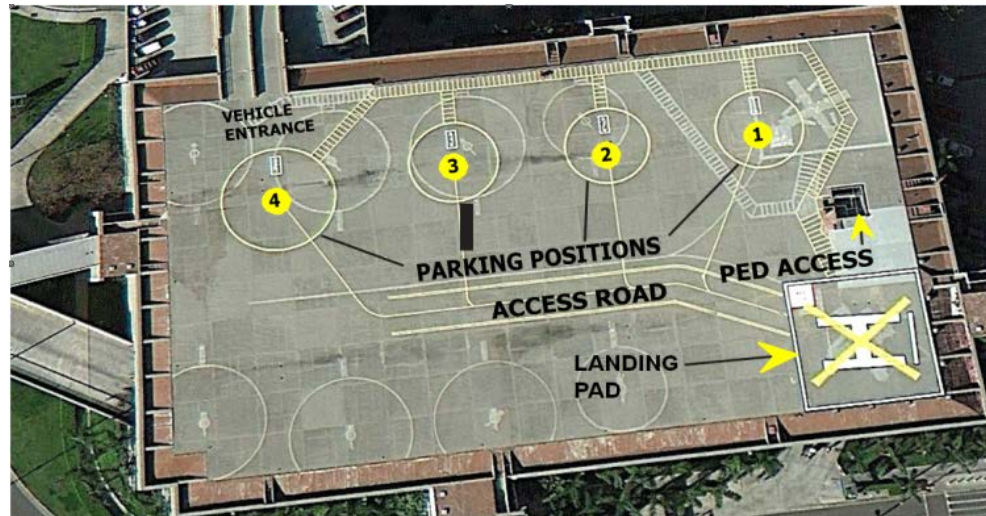 VEHICLE
ENTRANCE
1
2
3
4
PARKING POSITIONS
PED ACCESS
ACCESS ROAD
LANDING
PAD
H